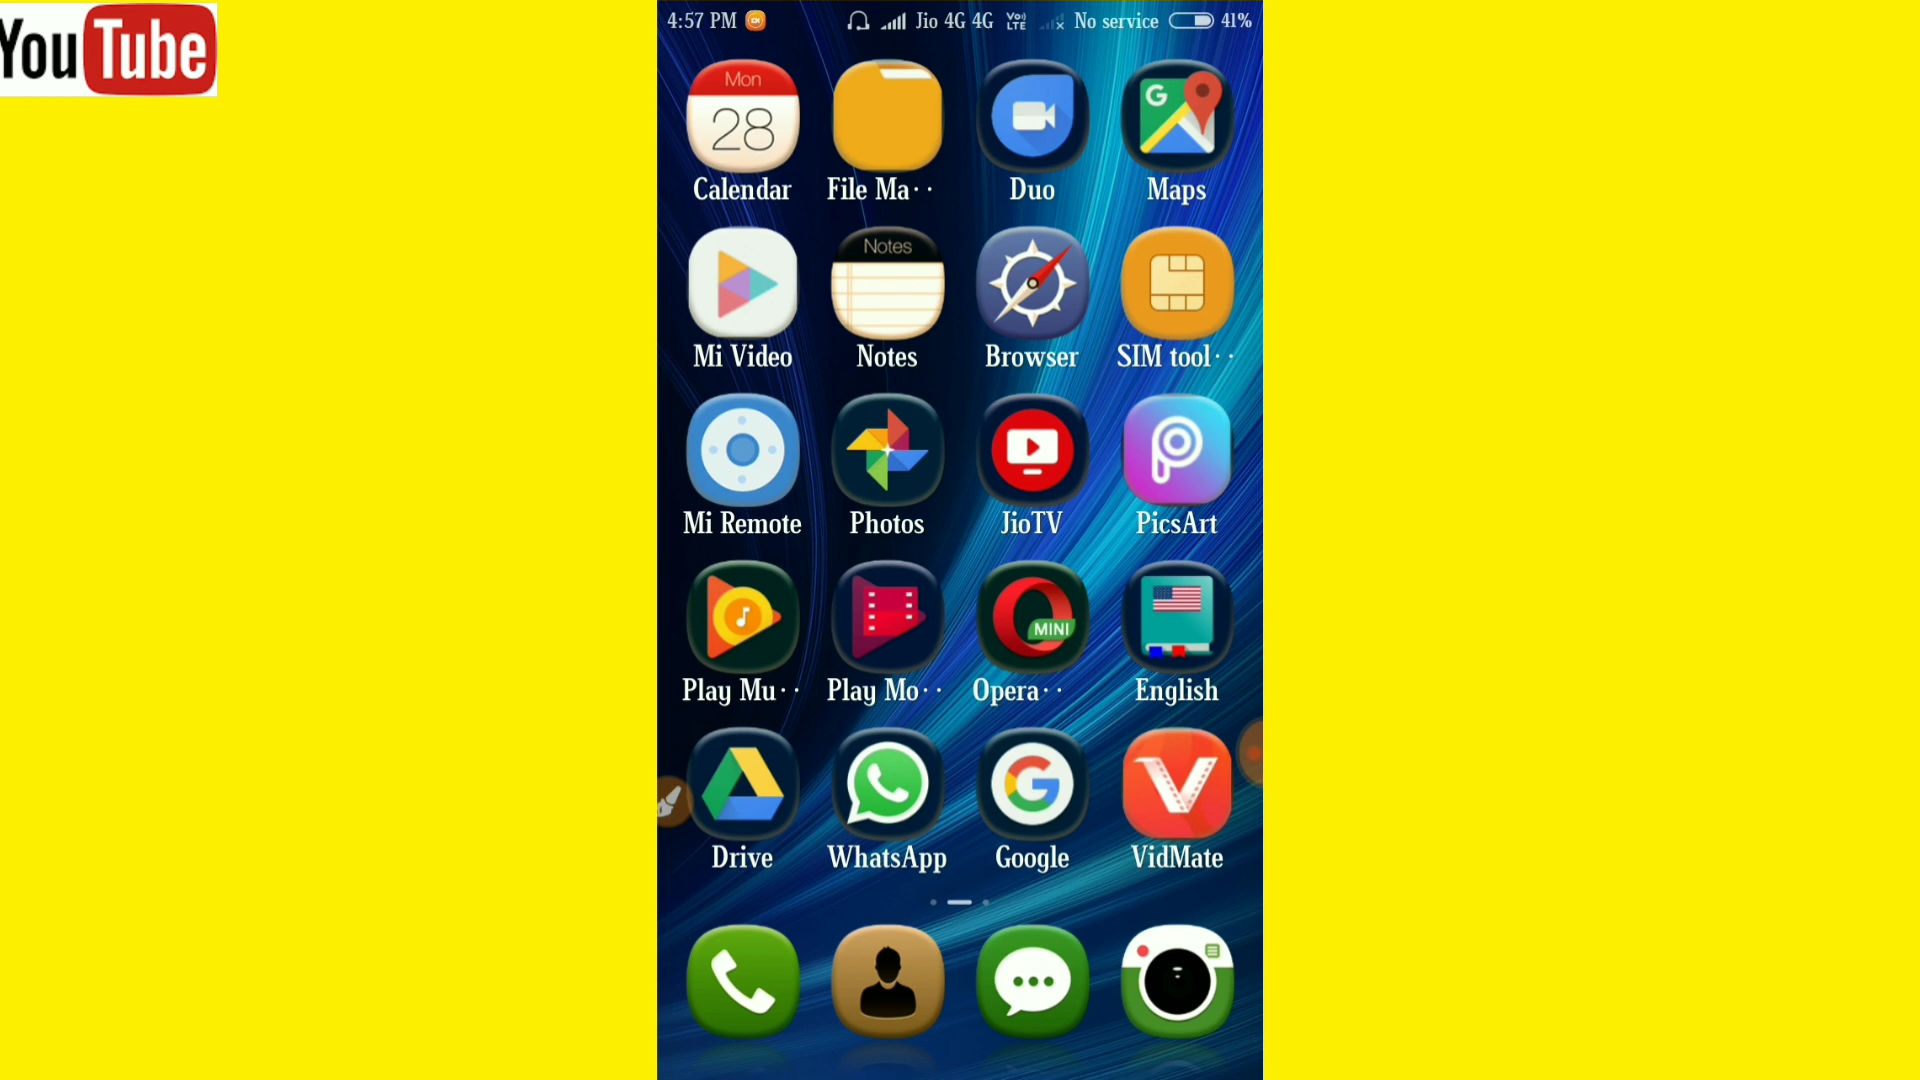 YouTube
4:57 PM Jio 4G 4G Vo)) LTE No service 41%
Mon
28
Calendar File Ma·· Duo Maps
Notes
Mi Video Notes Browser SIM tool··
Mi Remote Photos JioTV PicsArt
MINI
Play Mu·· Play Mo·· Opera·· English
Drive WhatsApp Google VidMate